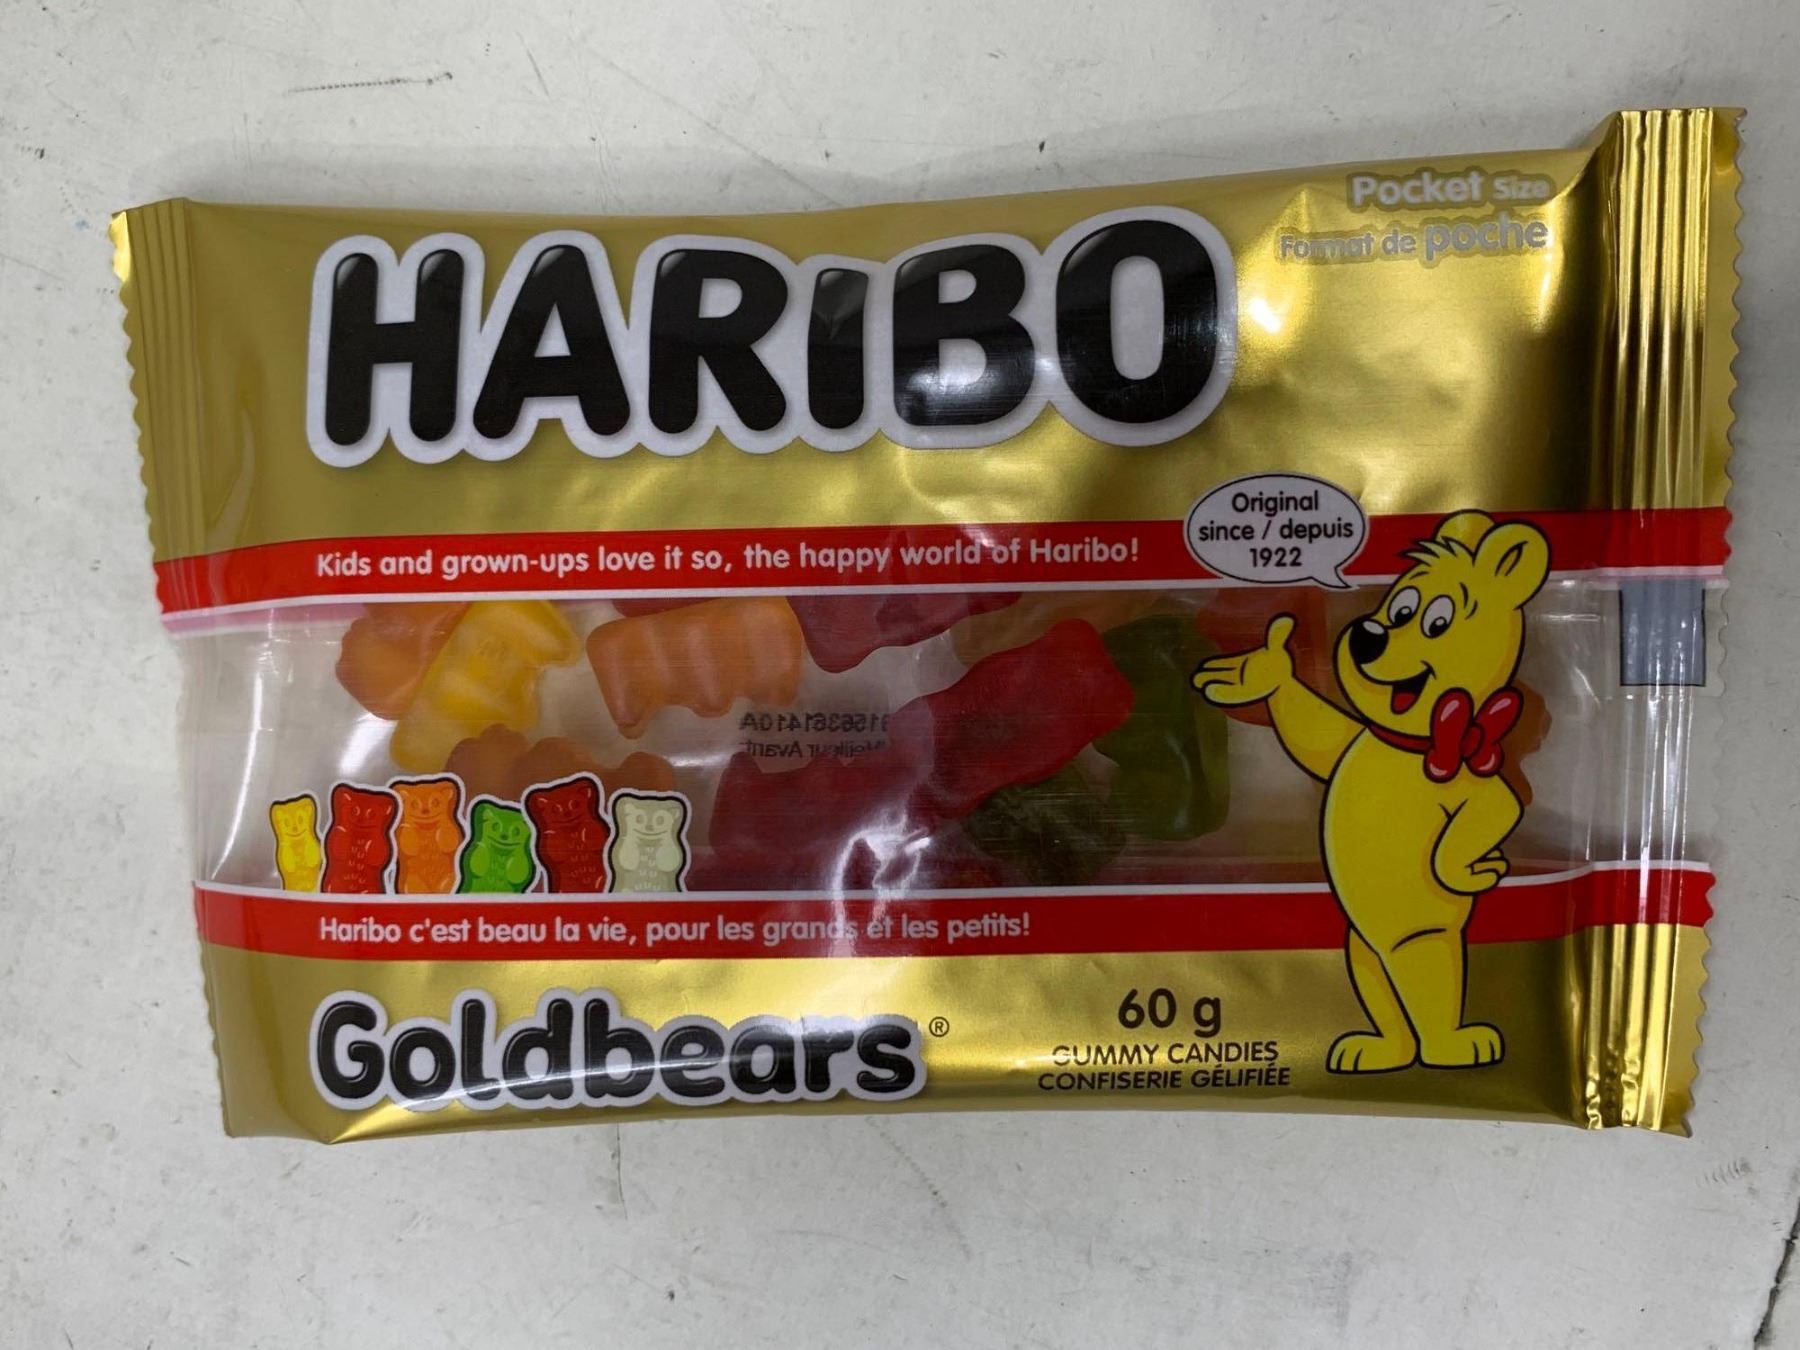 Pocket Size
Format de poche
HARIBO
Original
since / depuis
1922
Kids and grown-ups love it so, the happy world of Haribo!
Haribo c'est beau la vie, pour les grands et les petits!
Goldbears®
60 g
GUMMY CANDIES
CONFISERIE GÉLIFIÉE